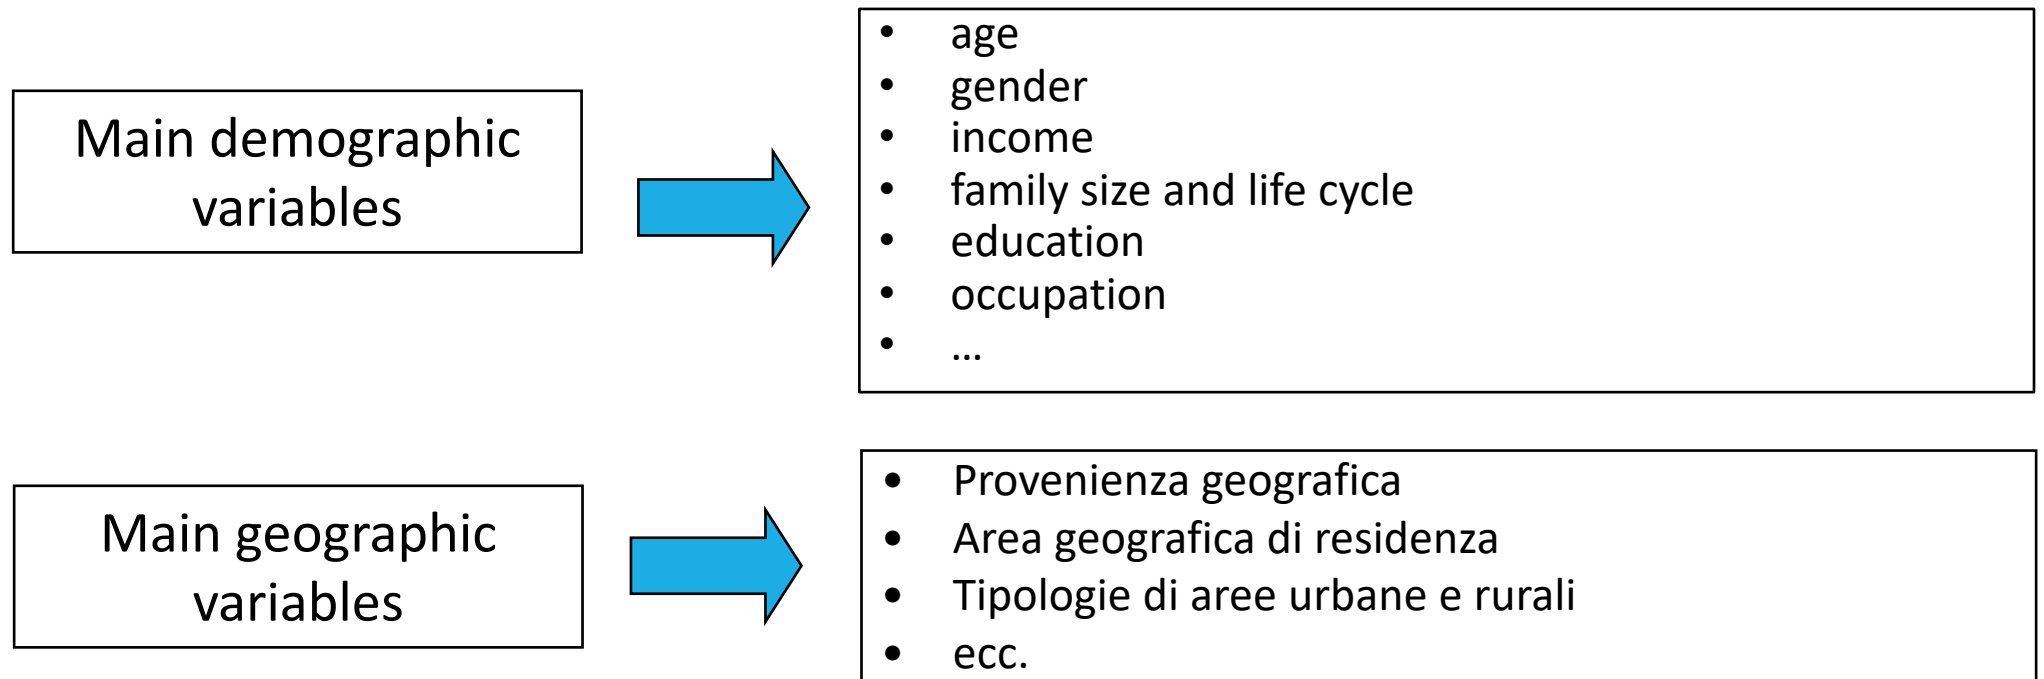 Main demographic
variables
• age
• gender
• income
• family size and life cycle
• education
• occupation
• …
Main geographic
variables
• Provenienza geografica
• Area geografica di residenza
• Tipologie di aree urbane e rurali
• ecc.